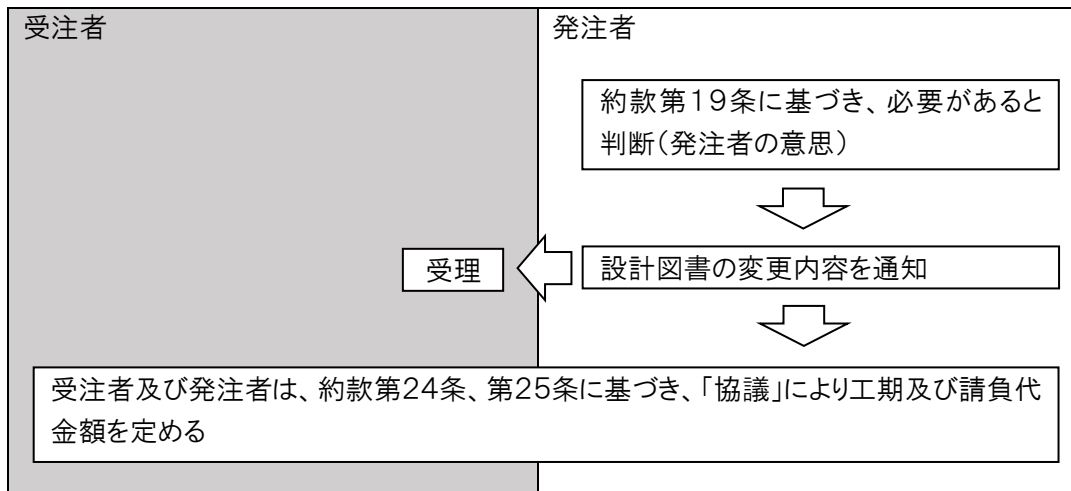 受注者
発注者
約款第19条に基づき、必要があると
判断（発注者の意思）
受理
設計図書の変更内容を通知
受注者及び発注者は、約款第24条、第25条に基づき、「協議」により工期及び請負代
金額を定める